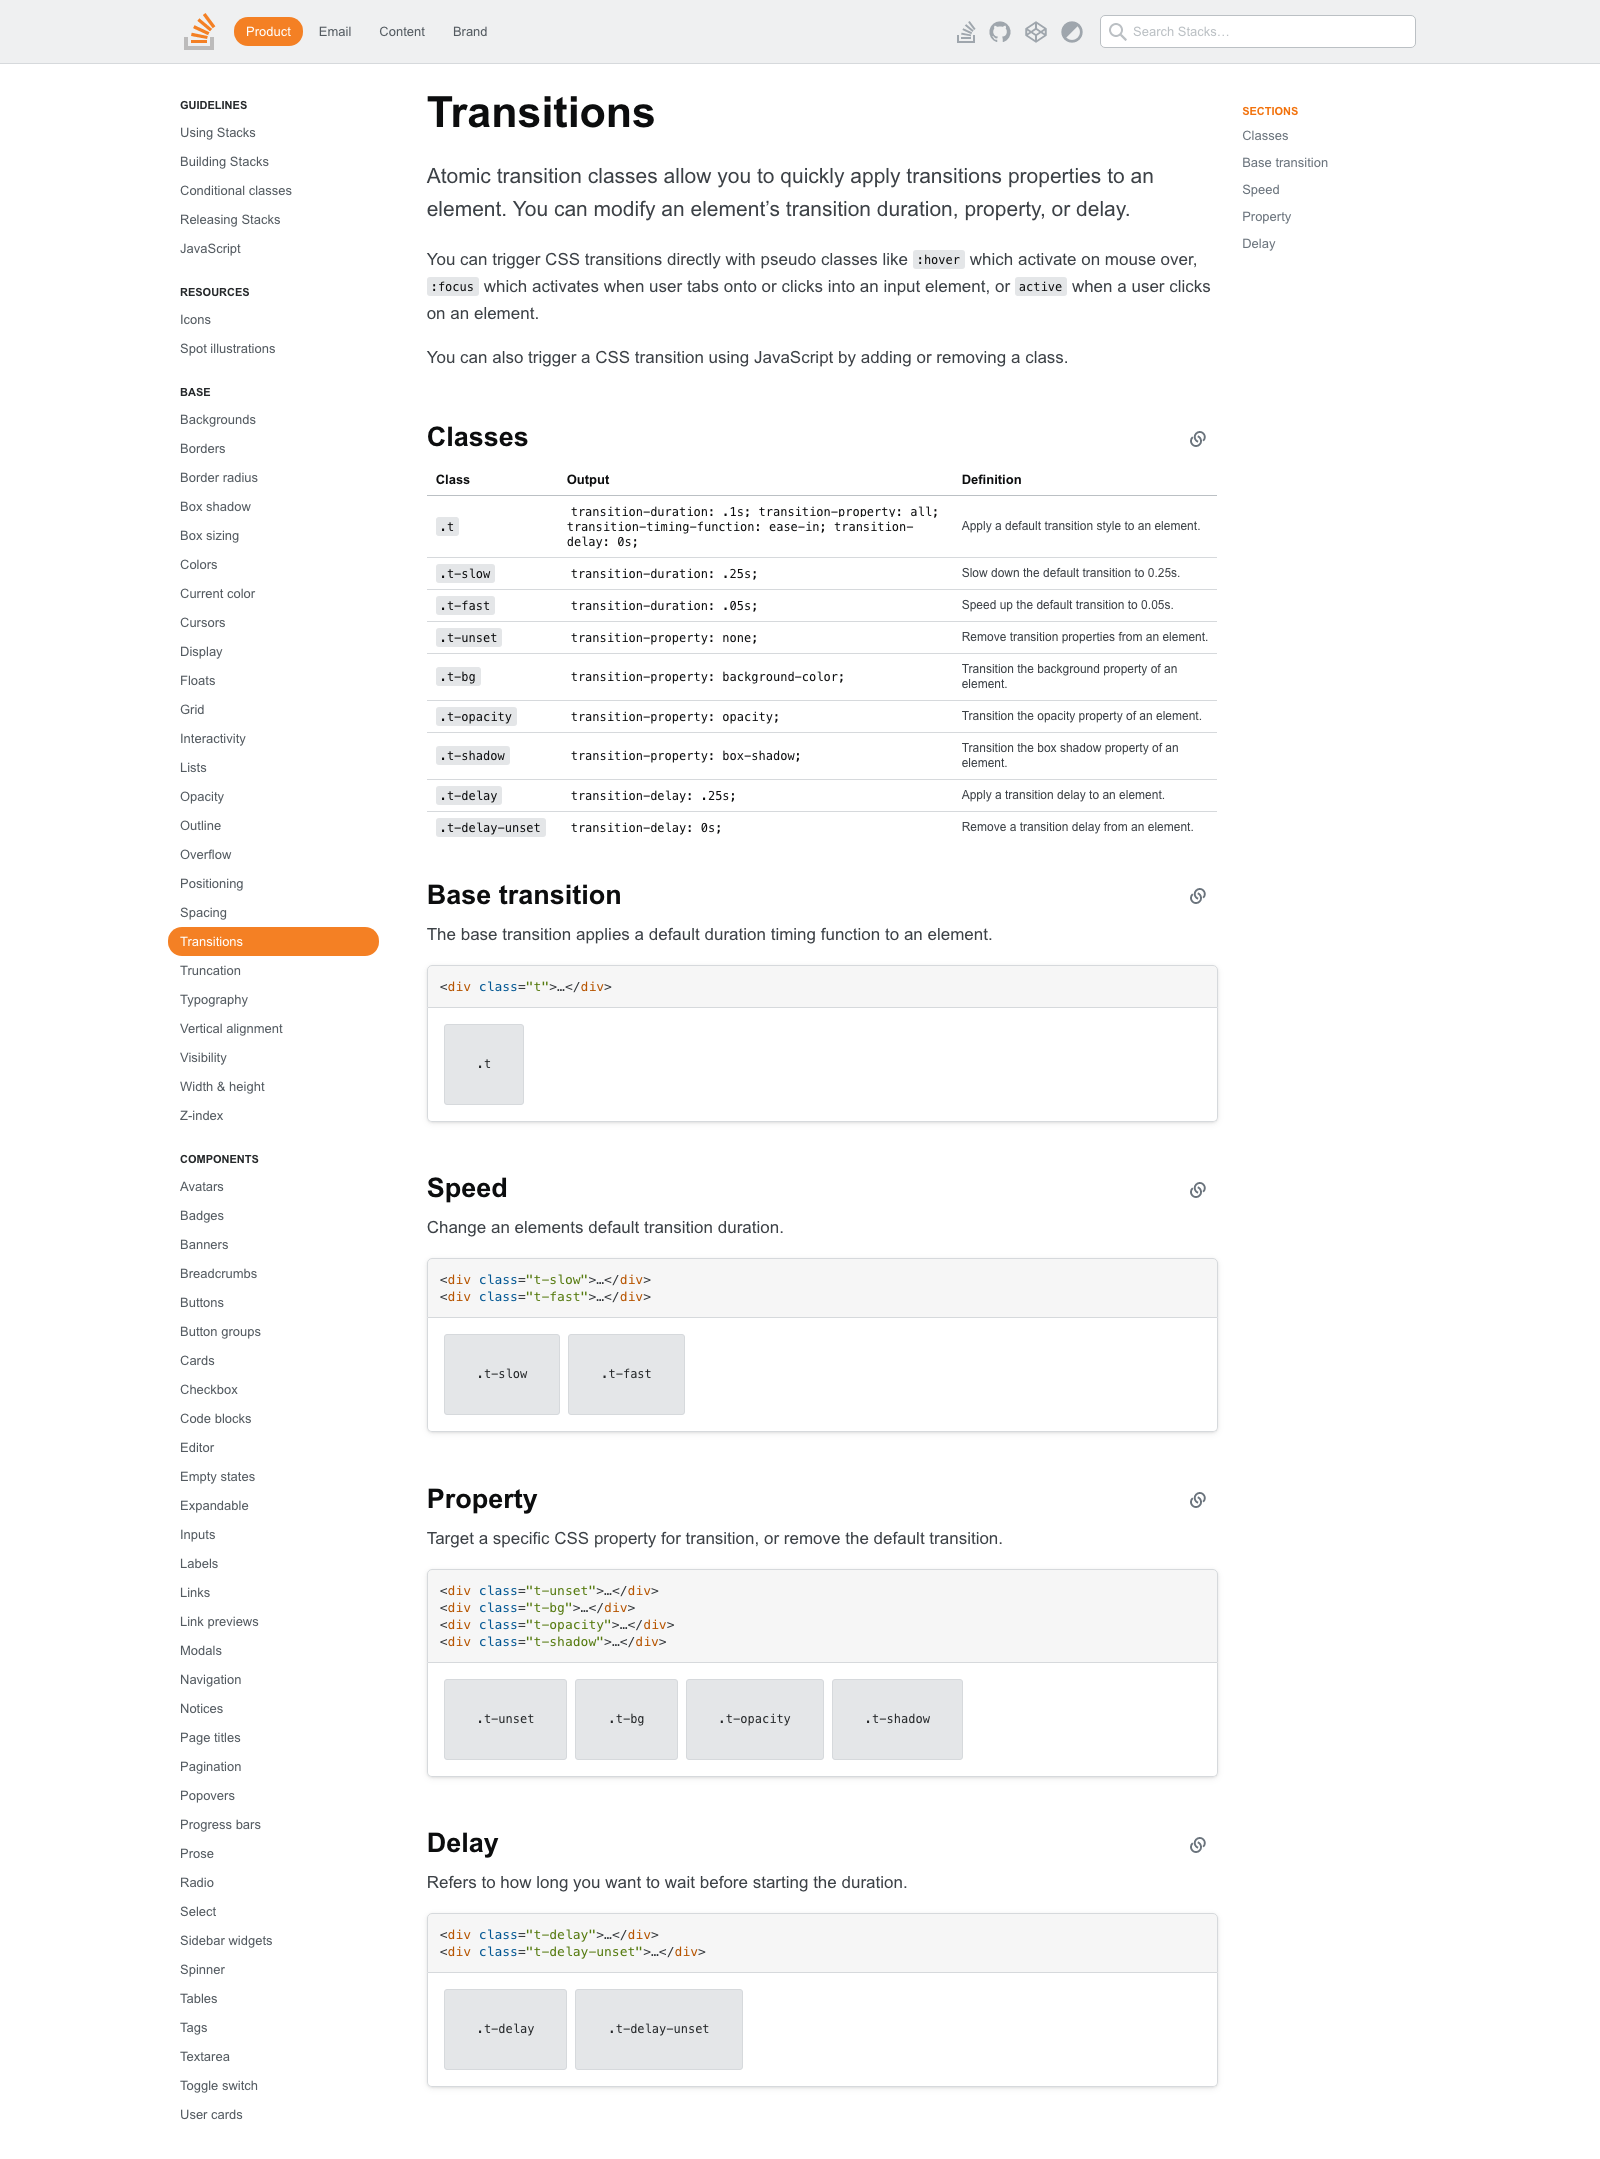 Product
Email
Content
Brand
Search Stacks…
GUIDELINES
Using Stacks
Building Stacks
Conditional classes
Releasing Stacks
JavaScript
RESOURCES
Icons
Spot illustrations
BASE
Backgrounds
Borders
Border radius
Box shadow
Box sizing
Colors
Current color
Cursors
Display
Floats
Grid
Interactivity
Lists
Opacity
Outline
Overflow
Positioning
Spacing
Transitions
Truncation
Typography
Vertical alignment
Visibility
Width & height
Z-index
COMPONENTS
Avatars
Badges
Banners
Breadcrumbs
Buttons
Button groups
Cards
Checkbox
Code blocks
Editor
Empty states
Expandable
Inputs
Labels
Links
Link previews
Modals
Navigation
Notices
Page titles
Pagination
Popovers
Progress bars
Prose
Radio
Select
Sidebar widgets
Spinner
Tables
Tags
Textarea
Toggle switch
User cards
Transitions
Atomic transition classes allow you to quickly apply transitions properties to an
element. You can modify an element’s transition duration, property, or delay.
You can trigger CSS transitions directly with pseudo classes like :hover which activate on mouse over,
:focus which activates when user tabs onto or clicks into an input element, or active when a user clicks
on an element.
You can also trigger a CSS transition using JavaScript by adding or removing a class.
Classes
Class Output Definition
.t
transition-duration: .1s; transition-property: all;
transition-timing-function: ease-in; transition-
delay: 0s;
Apply a default transition style to an element.
.t-slow transition-duration: .25s; Slow down the default transition to 0.25s.
.t-fast transition-duration: .05s; Speed up the default transition to 0.05s.
.t-unset transition-property: none; Remove transition properties from an element.
.t-bg transition-property: background-color; Transition the background property of an
element.
.t-opacity transition-property: opacity; Transition the opacity property of an element.
.t-shadow transition-property: box-shadow; Transition the box shadow property of an
element.
.t-delay transition-delay: .25s; Apply a transition delay to an element.
.t-delay-unset transition-delay: 0s; Remove a transition delay from an element.
Base transition
The base transition applies a default duration timing function to an element.
<div class="t">…</div>
.t
Speed
Change an elements default transition duration.
<div class="t-slow">…</div>
<div class="t-fast">…</div>
.t-slow .t-fast
Property
Target a specific CSS property for transition, or remove the default transition.
<div class="t-unset">…</div>
<div class="t-bg">…</div>
<div class="t-opacity">…</div>
<div class="t-shadow">…</div>
.t-unset .t-bg .t-opacity .t-shadow
Delay
Refers to how long you want to wait before starting the duration.
<div class="t-delay">…</div>
<div class="t-delay-unset">…</div>
.t-delay .t-delay-unset
SECTIONS
Classes
Base transition
Speed
Property
Delay